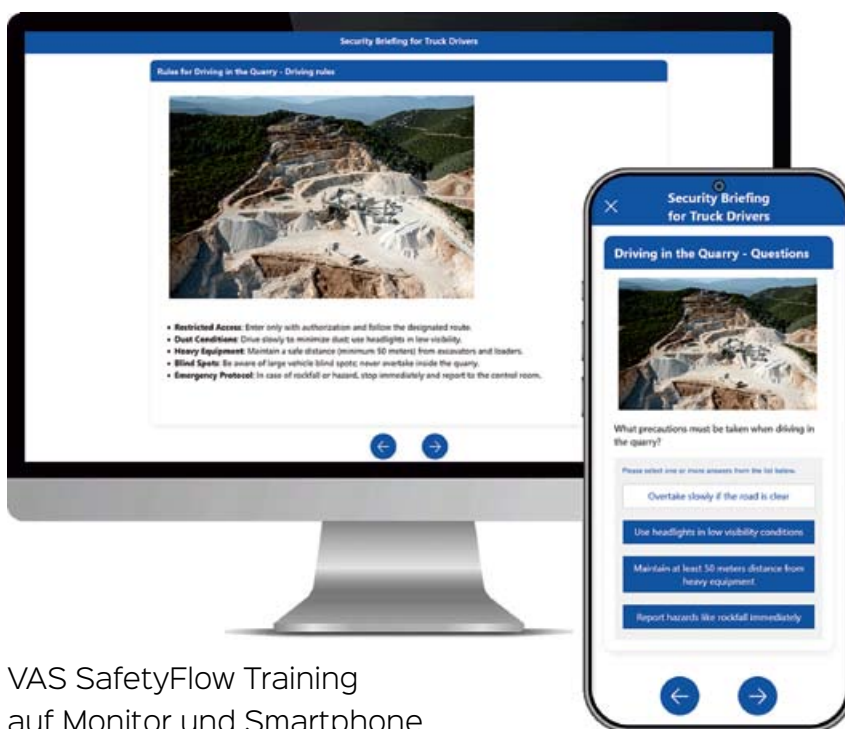 Security Briefing for Truck Drivers
Rules for Driving in the Quarry - Driving rules
• Restricted Access: Enter only with authorization and follow the designated route.
• Dust Conditions: Drive slowly to minimize dust; use headlights in low visibility.
• Heavy Equipment: Maintain a safe distance (minimum 50 meters) from excavators and loaders.
• Blind Spots: Be aware of large vehicle blind spots; never overtake inside the quarry.
• Emergency Protocol: In case of rockfall or hazard, stop immediately and report to the control room.
Security Briefing
for Truck Drivers
Driving in the Quarry - Questions
What precautions must be taken when driving in
the quarry?
Please select one or more answers from the list below.
Overtake slowly if the road is clear
Use headlights in low visibility conditions
Maintain at least 50 meters distance from
heavy equipment
Report hazards like rockfall immediately
VAS SafetyFlow Training
auf Monitor und Smartphone